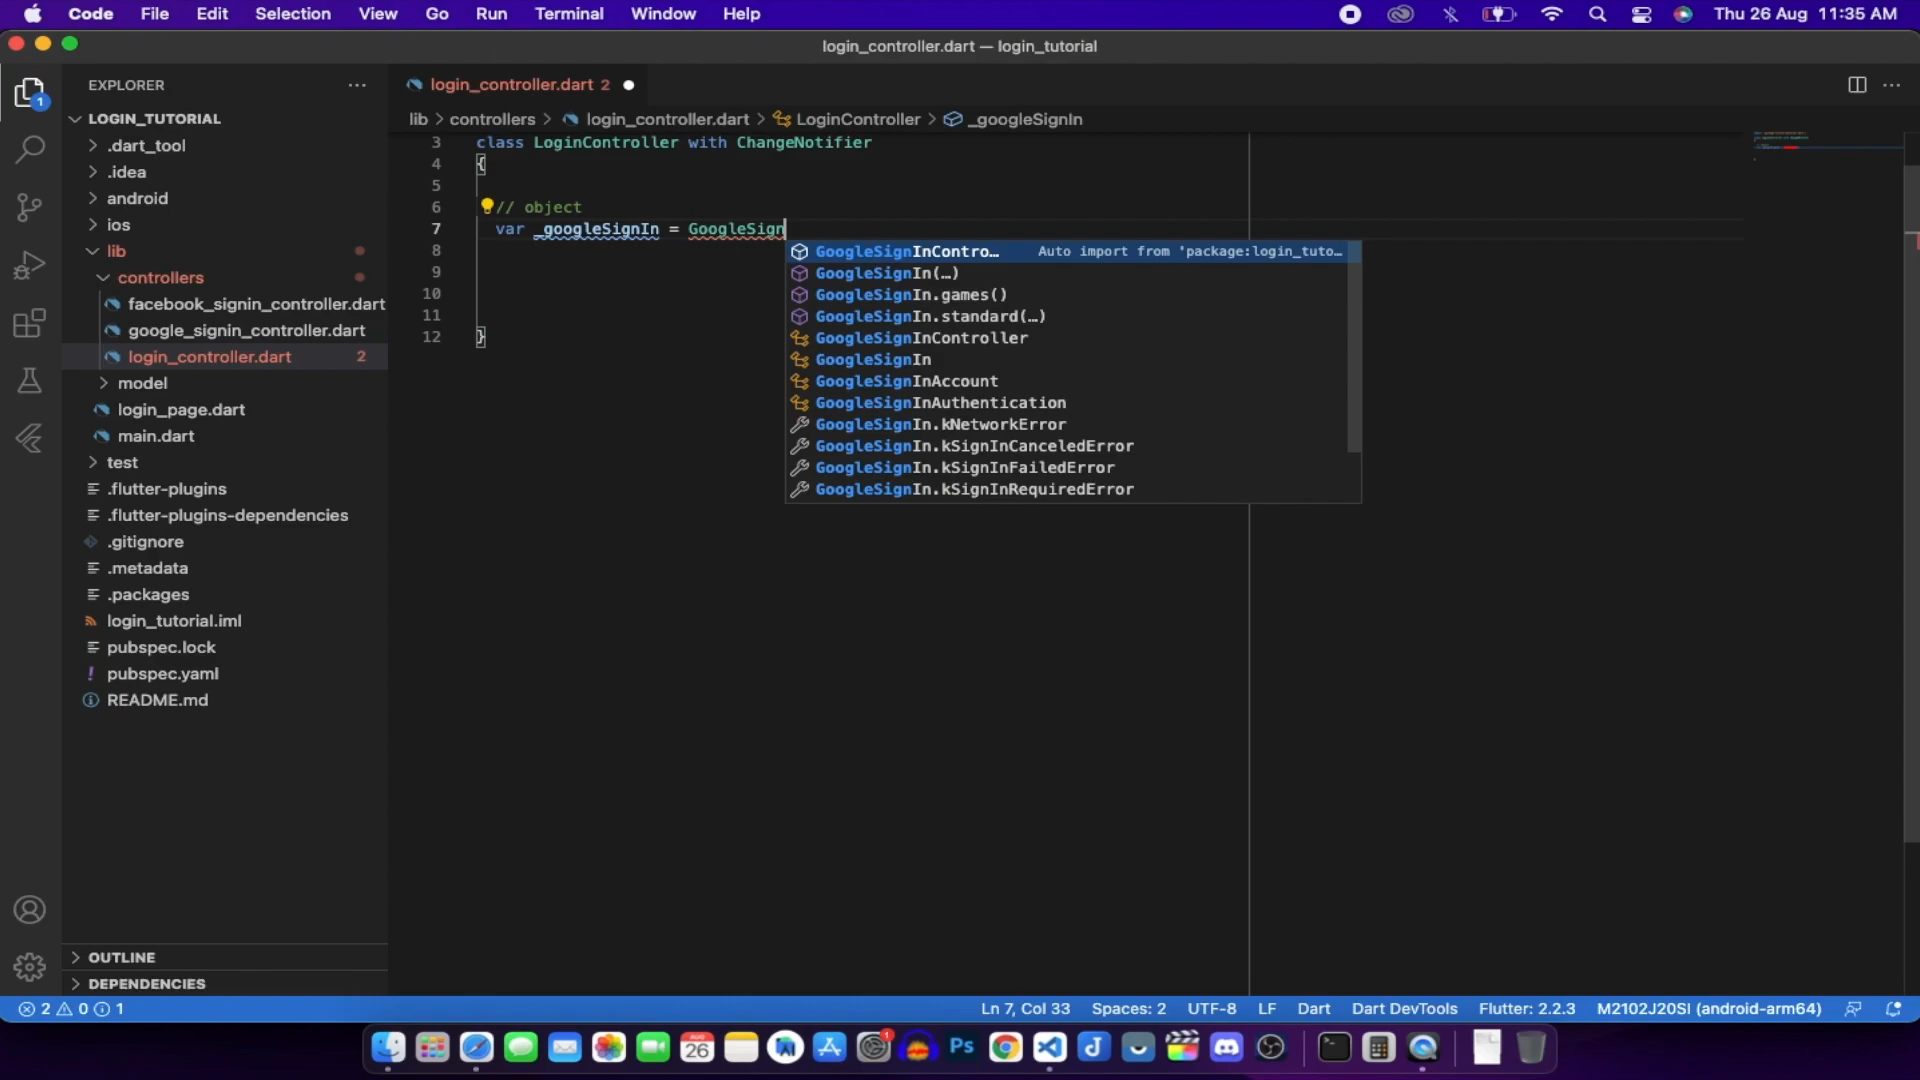 Code File Edit Selection View Go Run Terminal Window Help Thu 26 Aug 11:35 AM
login_controller.dart — login_tutorial
EXPLORER
login_controller.dart 2
1
LOGIN_TUTORIAL
lib > controllers > login_controller.dart > LoginController > _googleSignIn
.dart_tool
.idea
android
ios
lib
controllers
facebook_signin_controller.dart
google_signin_controller.dart
login_controller.dart 2
model
login_page.dart
main.dart
test
.flutter-plugins
.flutter-plugins-dependencies
.gitignore
.metadata
.packages
login_tutorial.iml
pubspec.lock
pubspec.yaml
README.md
OUTLINE
DEPENDENCIES
3 class LoginController with ChangeNotifier
4 {
5
6 // object
7 var _googleSignIn = GoogleSign
8
9
10
11
12 }
GoogleSignInContro… Auto import from 'package:login_tuto…
GoogleSignIn(…)
GoogleSignIn.games()
GoogleSignIn.standard(…)
GoogleSignInController
GoogleSignIn
GoogleSignInAccount
GoogleSignInAuthentication
GoogleSignIn.kNetworkError
GoogleSignIn.kSignInCanceledError
GoogleSignIn.kSignInFailedError
GoogleSignIn.kSignInRequiredError
2 0 1 Ln 7, Col 33 Spaces: 2 UTF-8 LF Dart Dart DevTools Flutter: 2.2.3 M2102J20SI (android-arm64)
AUG
26
1
Ps